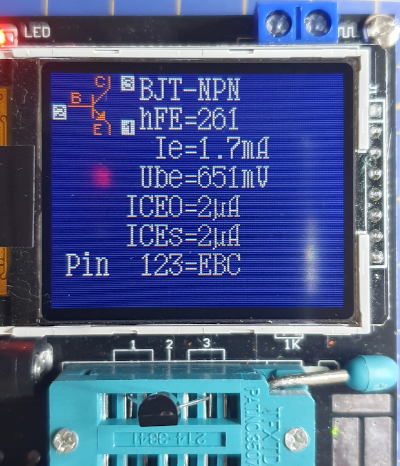 LED
C 3 BJT-NPN
2 B hFE=261
E 1
Ie=1.7mA
Ube=651mV
ICEO=2µA
ICEs=2µA
Pin 123=EBC
1K
1 2 3
214-3341